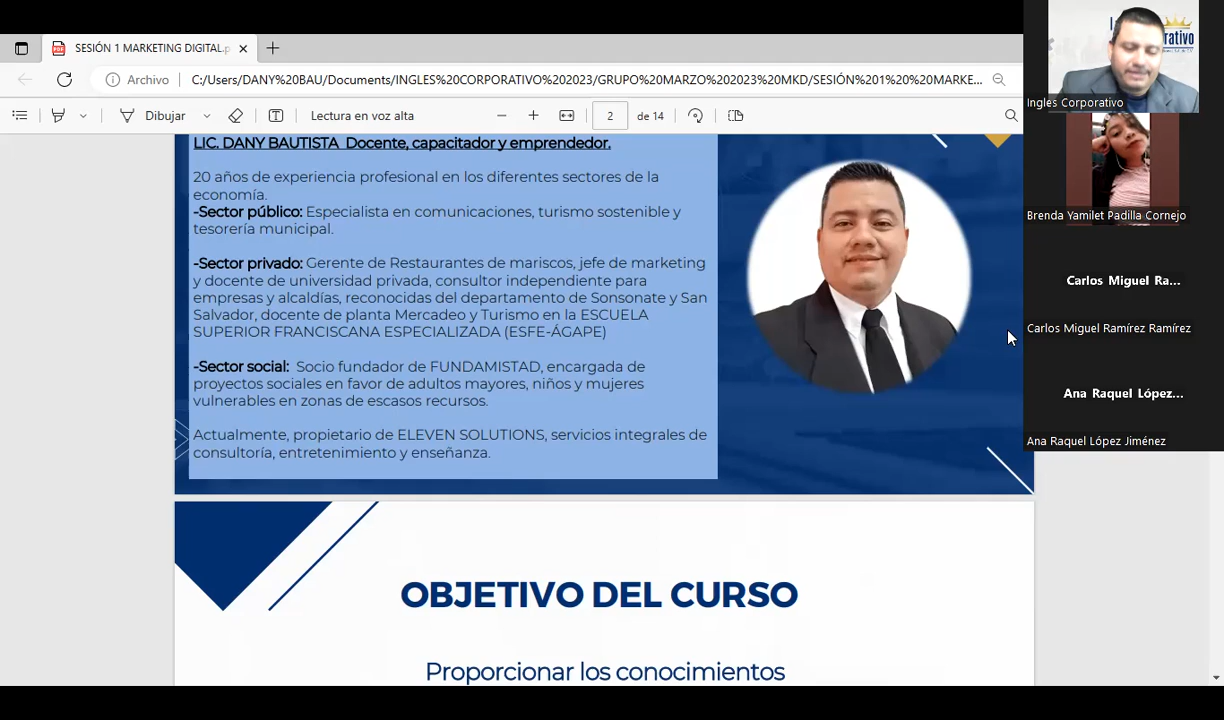 SESIÓN 1 MARKETING DIGITAL.p
Archivo
C:/Users/DANY%20BAU/Documents/INGLES%20CORPORATIVO%202023/GRUPO%20MARZO%202023%20MKD/SESIÓN%201%20%20MARKE...
Dibujar
Lectura en voz alta
2
de 14
LIC. DANY BAUTISTA Docente, capacitador y emprendedor.
20 años de experiencia profesional en los diferentes sectores de la
economía.
-Sector público: Especialista en comunicaciones, turismo sostenible y
tesorería municipal.
-Sector privado: Gerente de Restaurantes de mariscos, jefe de marketing
y docente de universidad privada, consultor independiente para
empresas y alcaldías, reconocidas del departamento de Sonsonate y San
Salvador, docente de planta Mercadeo y Turismo en la ESCUELA
SUPERIOR FRANCISCANA ESPECIALIZADA (ESFE-ÁGAPE)
-Sector social: Socio fundador de FUNDAMISTAD, encargada de
proyectos sociales en favor de adultos mayores, niños y mujeres
vulnerables en zonas de escasos recursos.
Actualmente, propietario de ELEVEN SOLUTIONS, servicios integrales de
consultoría, entretenimiento y enseñanza.
OBJETIVO DEL CURSO
Proporcionar los conocimientos
Inglés Corporativo
Brenda Yamilet Padilla Cornejo
Carlos Miguel Ra...
Carlos Miguel Ramírez Ramírez
Ana Raquel López...
Ana Raquel López Jiménez